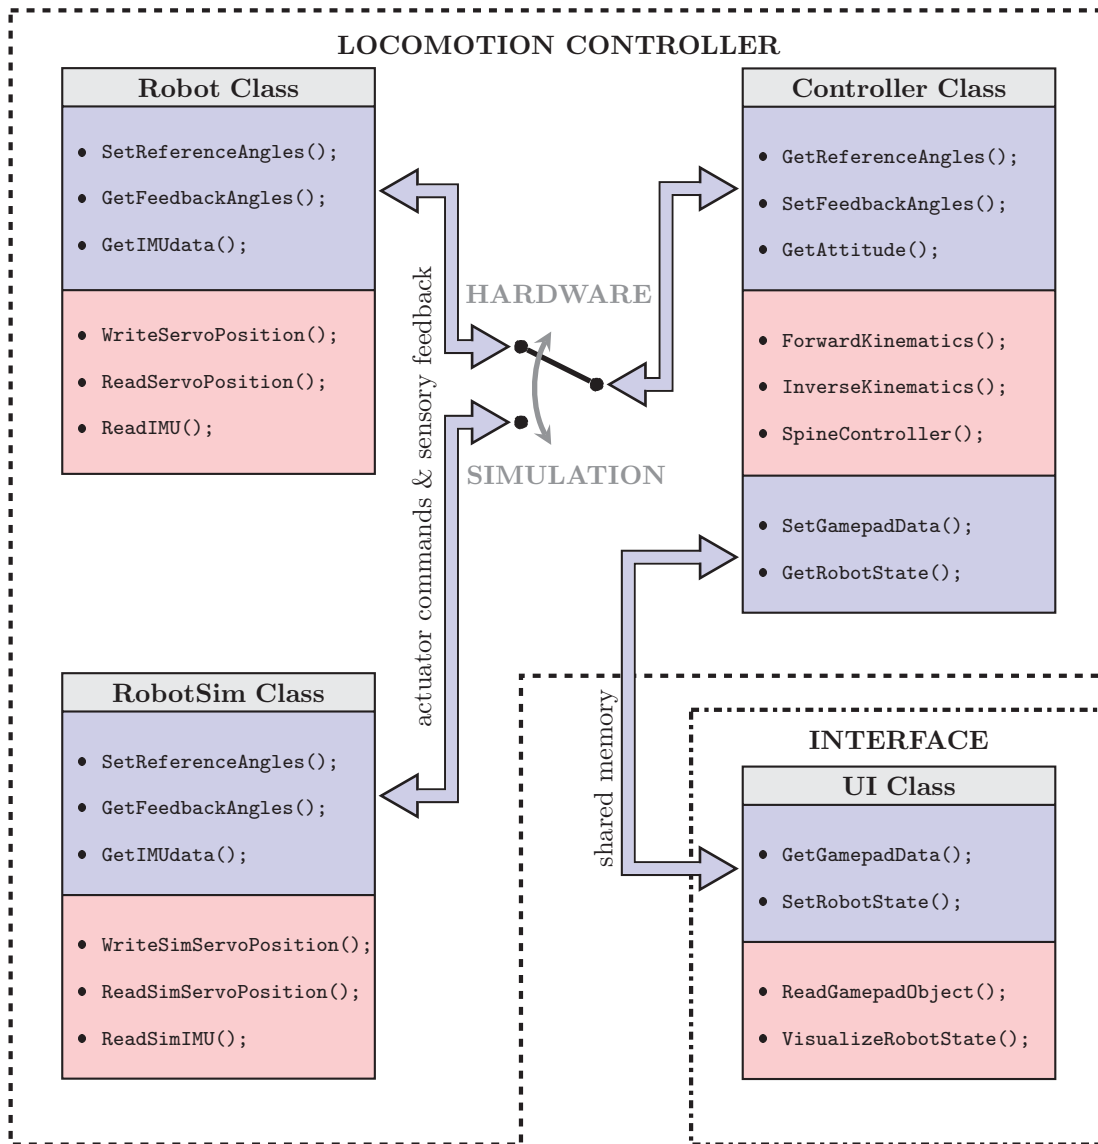 LOCOMOTION CONTROLLER
Robot Class
• SetReferenceAngles();
• GetFeedbackAngles();
• GetIMUdata();
• WriteServoPosition();
• ReadServoPosition();
• ReadIMU();
Controller Class
• GetReferenceAngles();
• SetFeedbackAngles();
• GetAttitude();
• ForwardKinematics();
• InverseKinematics();
• SpineController();
• SetGamepadData();
• GetRobotState();
HARDWARE
SIMULATION
actuator commands & sensory feedback
shared memory
RobotSim Class
• SetReferenceAngles();
• GetFeedbackAngles();
• GetIMUdata();
• WriteSimServoPosition();
• ReadSimServoPosition();
• ReadSimIMU();
INTERFACE
UI Class
• GetGamepadData();
• SetRobotState();
• ReadGamepadObject();
• VisualizeRobotState();